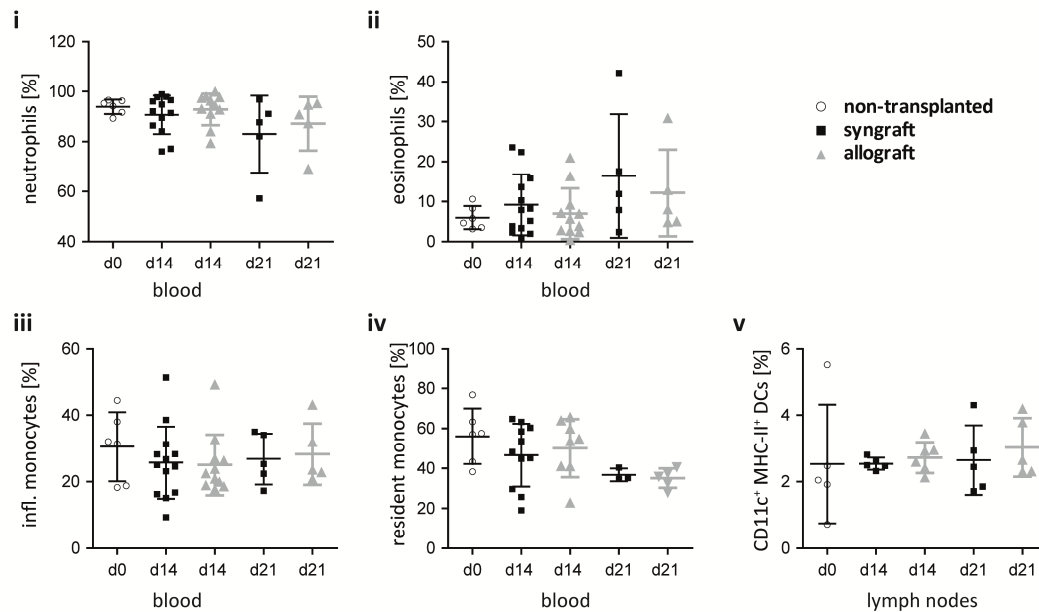 i
neutrophils [%]
120
100
80
60
40
d0 d14 d14 d21 d21
blood
ii
eosinophils [%]
50
40
30
20
10
0
d0 d14 d14 d21 d21
blood
non-transplanted
syngraft
allograft
iii
infl. monocytes [%]
60
40
20
0
d0 d14 d14 d21 d21
blood
iv
resident monocytes [%]
100
80
60
40
20
0
d0 d14 d14 d21 d21
blood
v
CD11c⁺ MHC-II⁺ DCs [%]
6
4
2
0
d0 d14 d14 d21 d21
lymph nodes